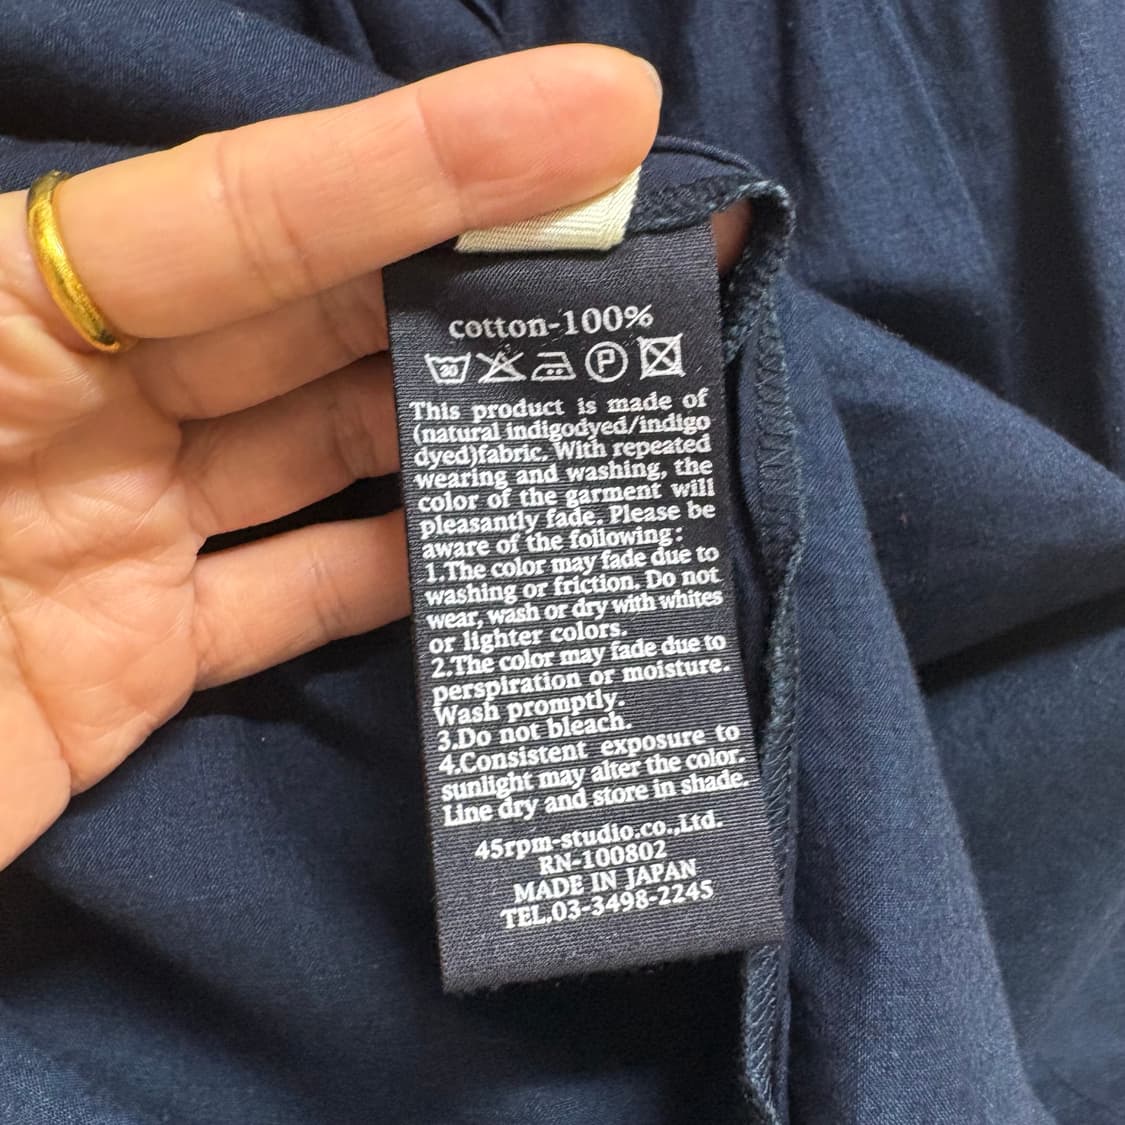 cotton-100%
30 P
This product is made of
(natural indigodyed/indigo
dyed)fabric. With repeated
wearing and washing, the
color of the garment will
pleasantly fade. Please be
aware of the following:
1.The color may fade due to
washing or friction. Do not
wear, wash or dry with whites
or lighter colors.
2.The color may fade due to
perspiration or moisture.
Wash promptly.
3.Do not bleach.
4.Consistent exposure to
sunlight may alter the color.
Line dry and store in shade.
45rpm-studio.co.,Ltd.
RN-100802
MADE IN JAPAN
TEL.03-3498-2245